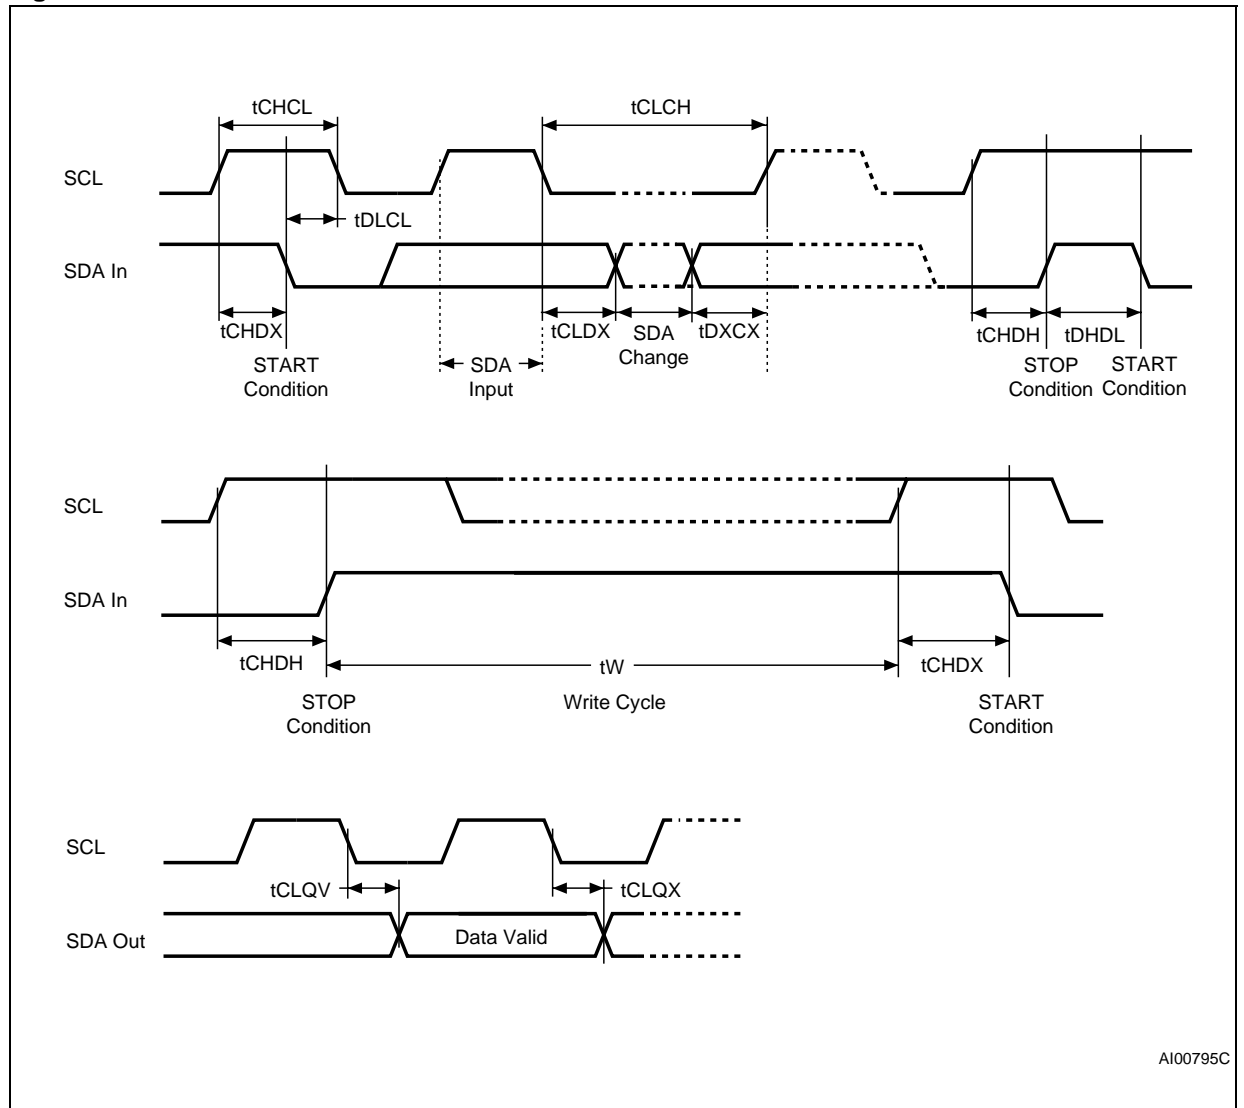 tCHCL
tCLCH
SCL
tDLCL
SDA In
tCHDX
tCLDX
SDA
Change
tDXCX
tCHDH
tDHDL
START
Condition
SDA
Input
STOP
Condition
START
Condition
SCL
SDA In
tCHDH
tW
tCHDX
STOP
Condition
Write Cycle
START
Condition
SCL
tCLQV
tCLQX
SDA Out
Data Valid
AI00795C